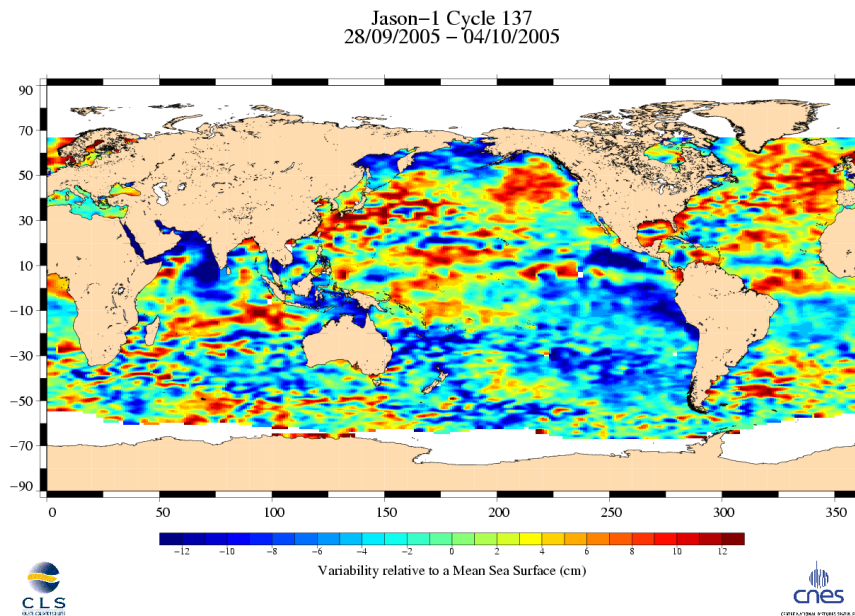 Jason−1 Cycle 137
28/09/2005 − 04/10/2005
90
70
50
30
10
−10
−30
−50
−70
−90
0 50 100 150 200 250 300 350
−12 −10 −8 −6 −4 −2 0 2 4 6 8 10 12
Variability relative to a Mean Sea Surface (cm)
CLS
cnes